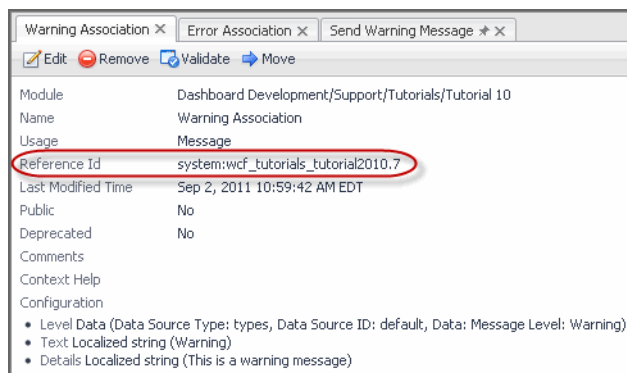 Warning Association Error Association Send Warning Message
Edit Remove Validate Move
Module Dashboard Development/Support/Tutorials/Tutorial 10
Name Warning Association
Usage Message
Reference Id system:wcf_tutorials_tutorial2010.7
Last Modified Time Sep 2, 2011 10:59:42 AM EDT
Public No
Deprecated No
Comments
Context Help
Configuration
• Level Data (Data Source Type: types, Data Source ID: default, Data: Message Level: Warning)
• Text Localized string (Warning)
• Details Localized string (This is a warning message)